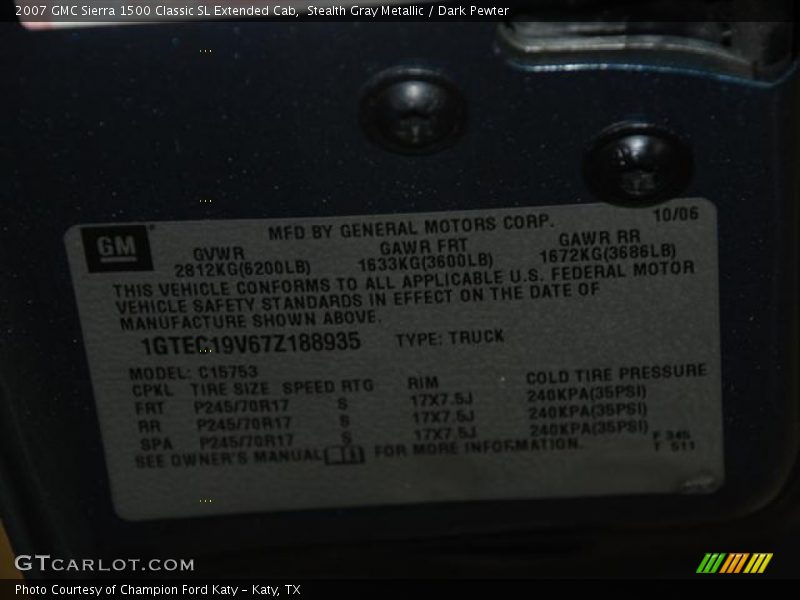 2007 GMC Sierra 1500 Classic SL Extended Cab, Stealth Gray Metallic / Dark Pewter
10/06
MFD BY GENERAL MOTORS CORP.
GM
GVWR GAWR FRT GAWR RR
2812KG(6200LB) 1633KG(3600LB) 1672KG(3686LB)
THIS VEHICLE CONFORMS TO ALL APPLICABLE U.S. FEDERAL MOTOR
VEHICLE SAFETY STANDARDS IN EFFECT ON THE DATE OF
MANUFACTURE SHOWN ABOVE.
1GTEC19V67Z188935 TYPE: TRUCK
MODEL: C15753
CPKL TIRE SIZE SPEED RTG RIM COLD TIRE PRESSURE
FRT P245/70R17 S 17X7.5J 240KPA(35PSI)
RR P245/70R17 S 17X7.5J 240KPA(35PSI)
SPA P245/70R17 S 17X7.5J 240KPA(35PSI)
SEE OWNER'S MANUAL FOR MORE INFORMATION.
F 345
T 511
GTCARLOT.COM
Photo Courtesy of Champion Ford Katy - Katy, TX